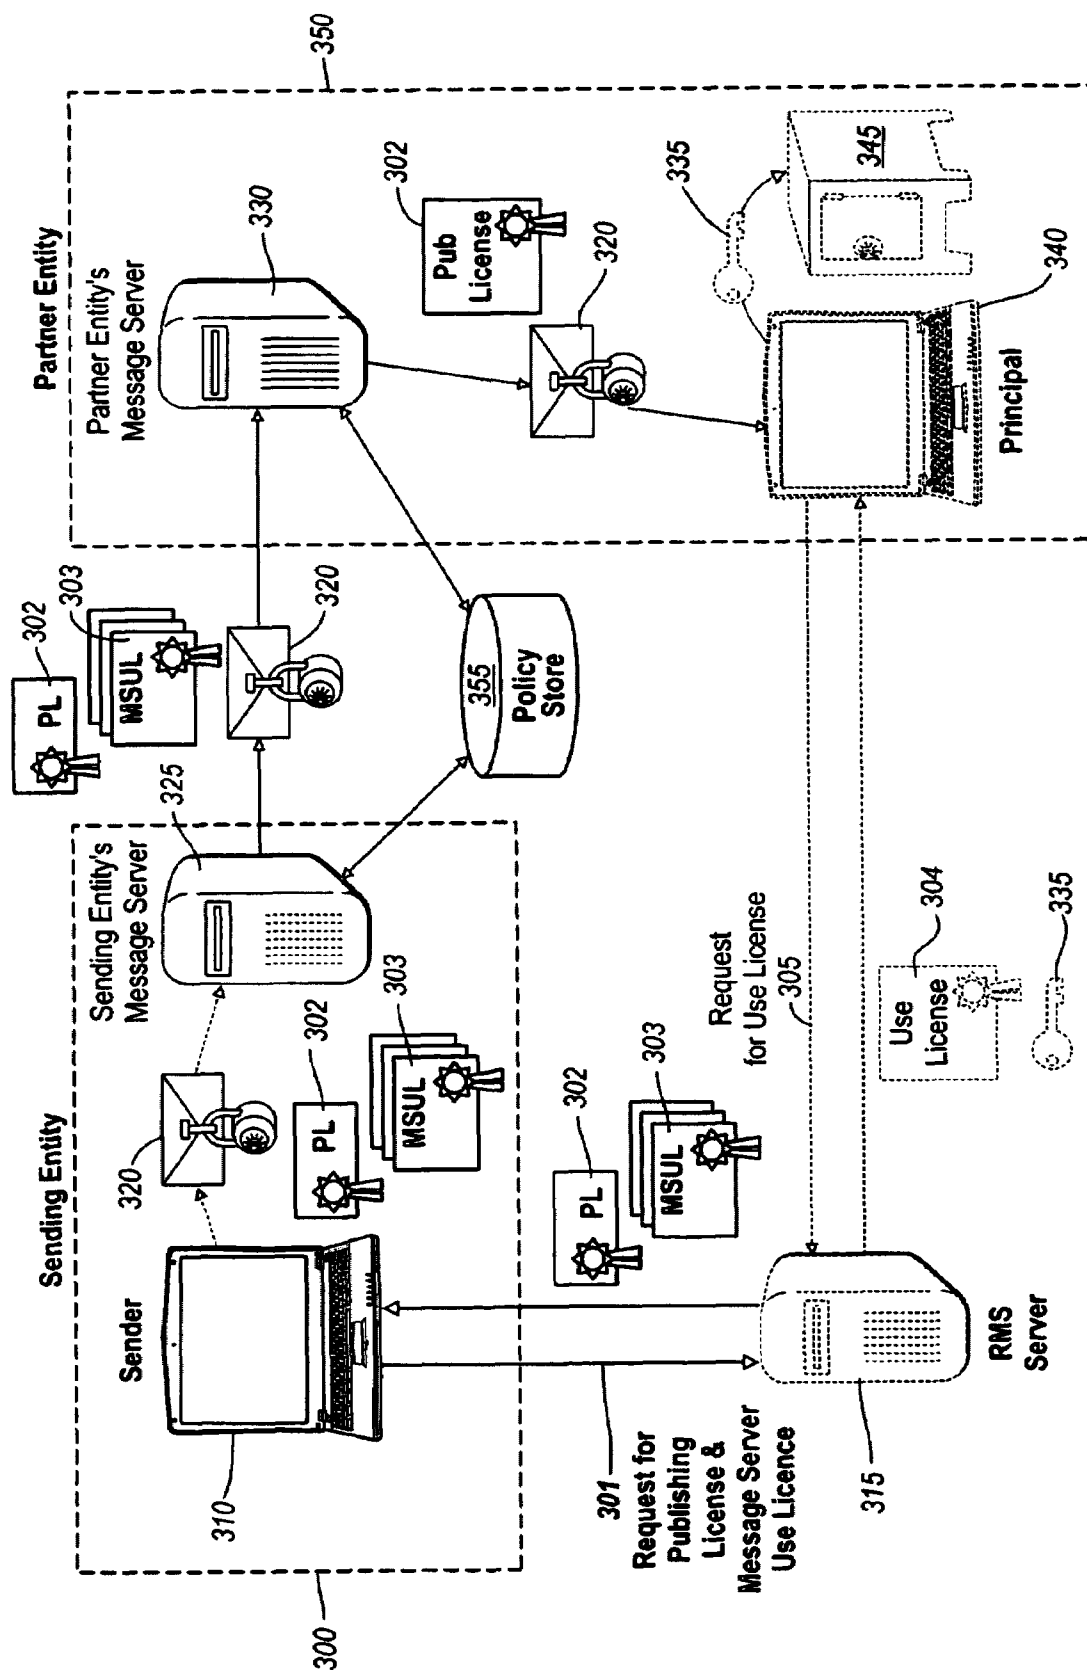 Sending Entity
Sender
310
300
320
Sending Entity's
Message Server
325
302
PL
303
MSUL
302
PL
303
MSUL
320
Partner Entity
350
Partner Entity's
Message Server
330
302
Pub
License
320
355
Policy
Store
335
345
340
Principal
301
Request for
Publishing
License &
Message Server
Use Licence
302
PL
303
MSUL
315
RMS
Server
Request
for Use License
305
304
Use
License
335